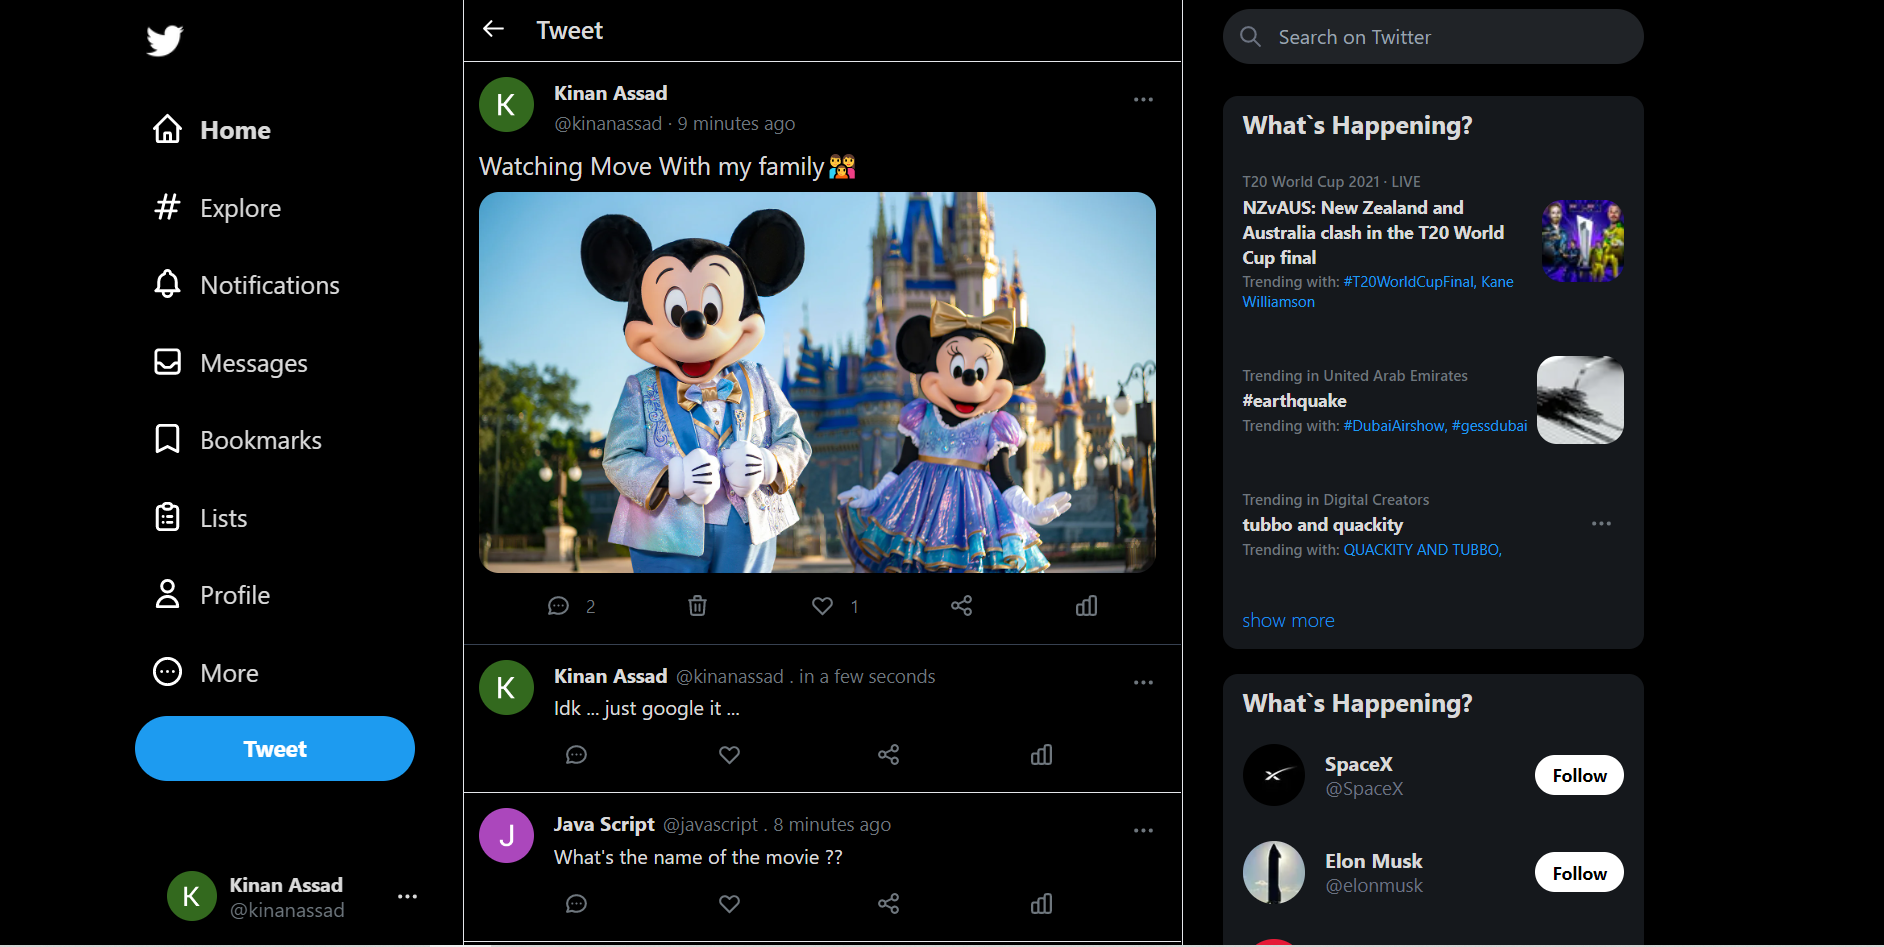 Home
Explore
Notifications
Messages
Bookmarks
Lists
Profile
More
Tweet
K
Kinan Assad
@kinanassad
Tweet
K
Kinan Assad
@kinanassad · 9 minutes ago
Watching Move With my family👨‍👩‍👧‍👦
2
1
K
Kinan Assad @kinanassad . in a few seconds
Idk ... just google it ...
J
Java Script @javascript . 8 minutes ago
What's the name of the movie ??
Search on Twitter
What`s Happening?
T20 World Cup 2021 · LIVE
NZvAUS: New Zealand and
Australia clash in the T20 World
Cup final
Trending with: #T20WorldCupFinal, Kane
Williamson
Trending in United Arab Emirates
#earthquake
Trending with: #DubaiAirshow, #gessdubai
Trending in Digital Creators
tubbo and quackity
Trending with: QUACKITY AND TUBBO,
show more
What`s Happening?
SpaceX
@SpaceX
Follow
Elon Musk
@elonmusk
Follow